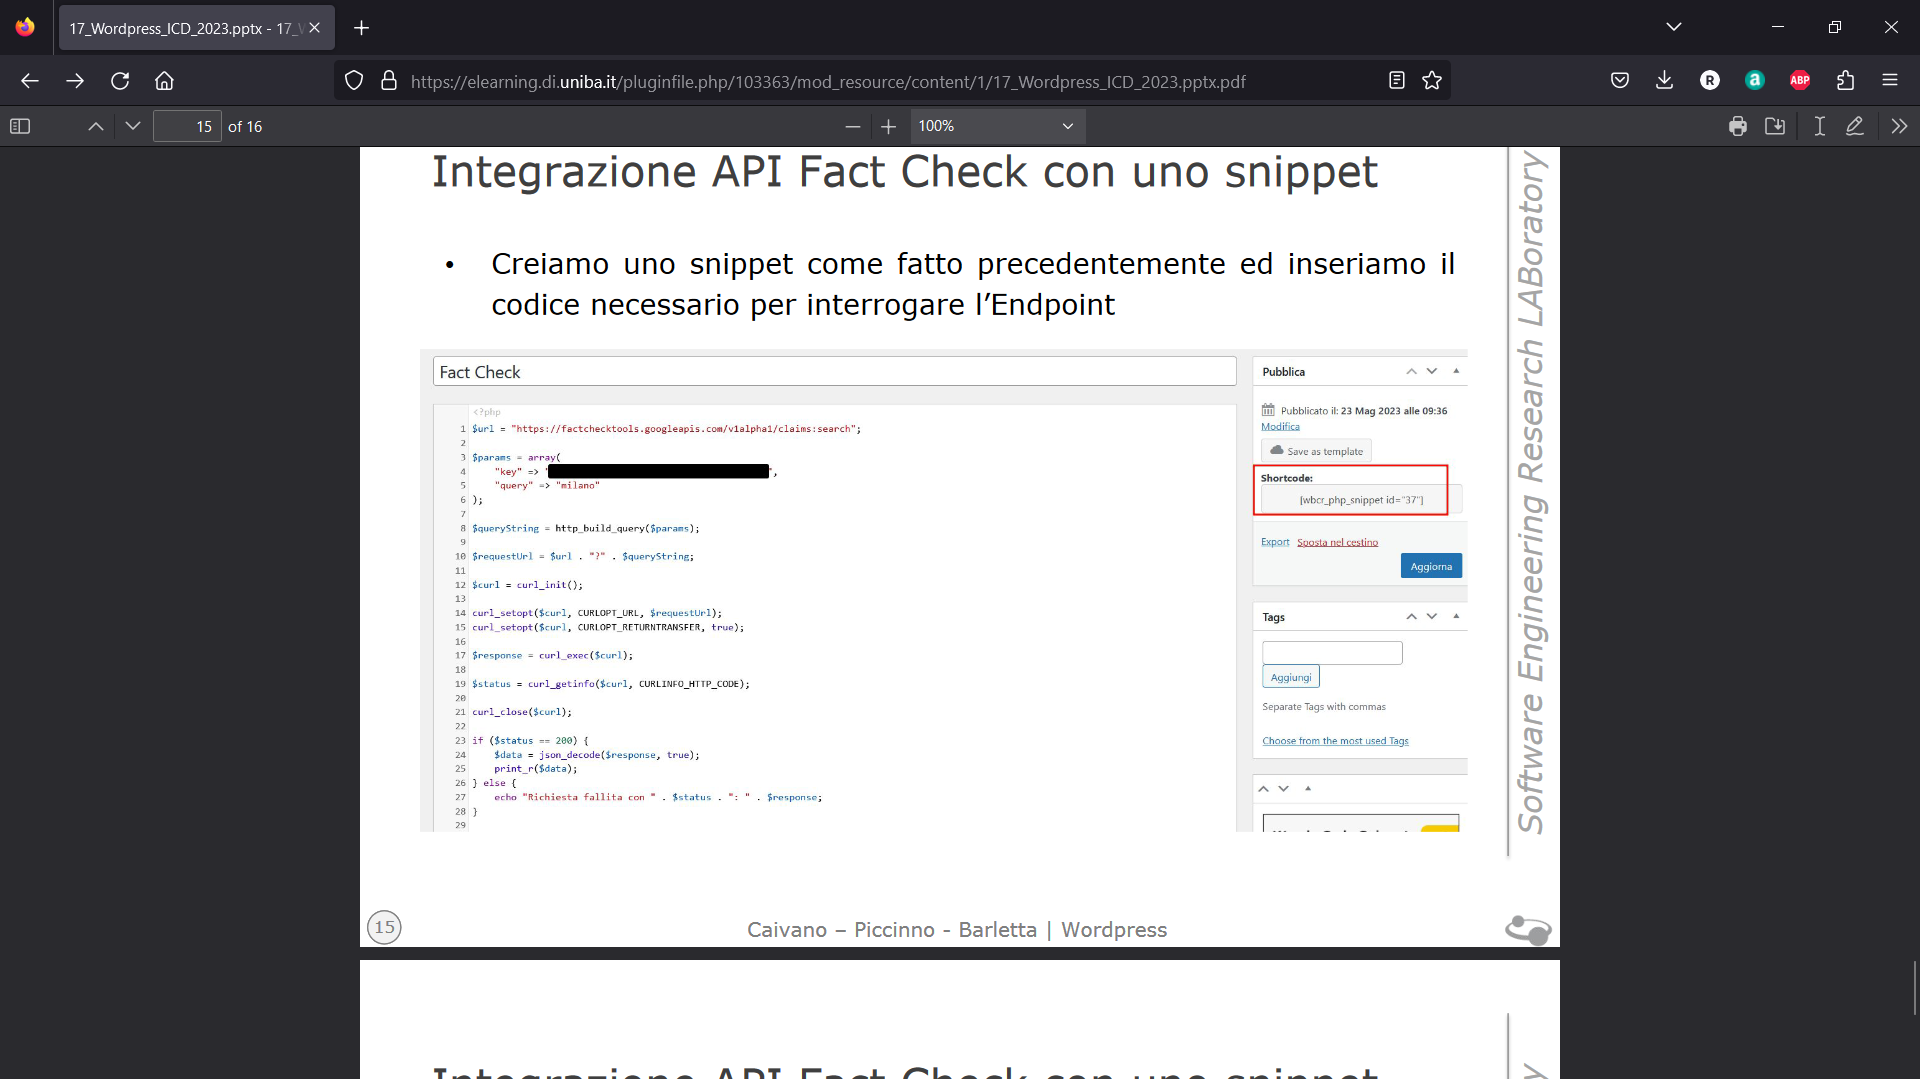 17_Wordpress_ICD_2023.pptx - 17_W
https://elearning.di.uniba.it/pluginfile.php/103363/mod_resource/content/1/17_Wordpress_ICD_2023.pptx.pdf
R
a
ABP
15 of 16
100%
Integrazione API Fact Check con uno snippet
• Creiamo uno snippet come fatto precedentemente ed inseriamo il
codice necessario per interrogare l’Endpoint
Fact Check
<?php
1 $url = "https://factchecktools.googleapis.com/v1alpha1/claims:search";
2
3 $params = array(
4 "key" => "",
5 "query" => "milano"
6 );
7
8 $queryString = http_build_query($params);
9
10 $requestUrl = $url . "?" . $queryString;
11
12 $curl = curl_init();
13
14 curl_setopt($curl, CURLOPT_URL, $requestUrl);
15 curl_setopt($curl, CURLOPT_RETURNTRANSFER, true);
16
17 $response = curl_exec($curl);
18
19 $status = curl_getinfo($curl, CURLINFO_HTTP_CODE);
20
21 curl_close($curl);
22
23 if ($status == 200) {
24 $data = json_decode($response, true);
25 print_r($data);
26 } else {
27 echo "Richiesta fallita con " . $status . ": " . $response;
28 }
29
Pubblica
Pubblicato il: 23 Mag 2023 alle 09:36
Modifica
Save as template
Shortcode:
[wbcr_php_snippet id="37"]
Export Sposta nel cestino
Aggiorna
Tags
Aggiungi
Separate Tags with commas
Choose from the most used Tags
Software Engineering Research LABoratory
15
Caivano – Piccinno - Barletta | Wordpress
Integrazione API Fact Check con uno snippet